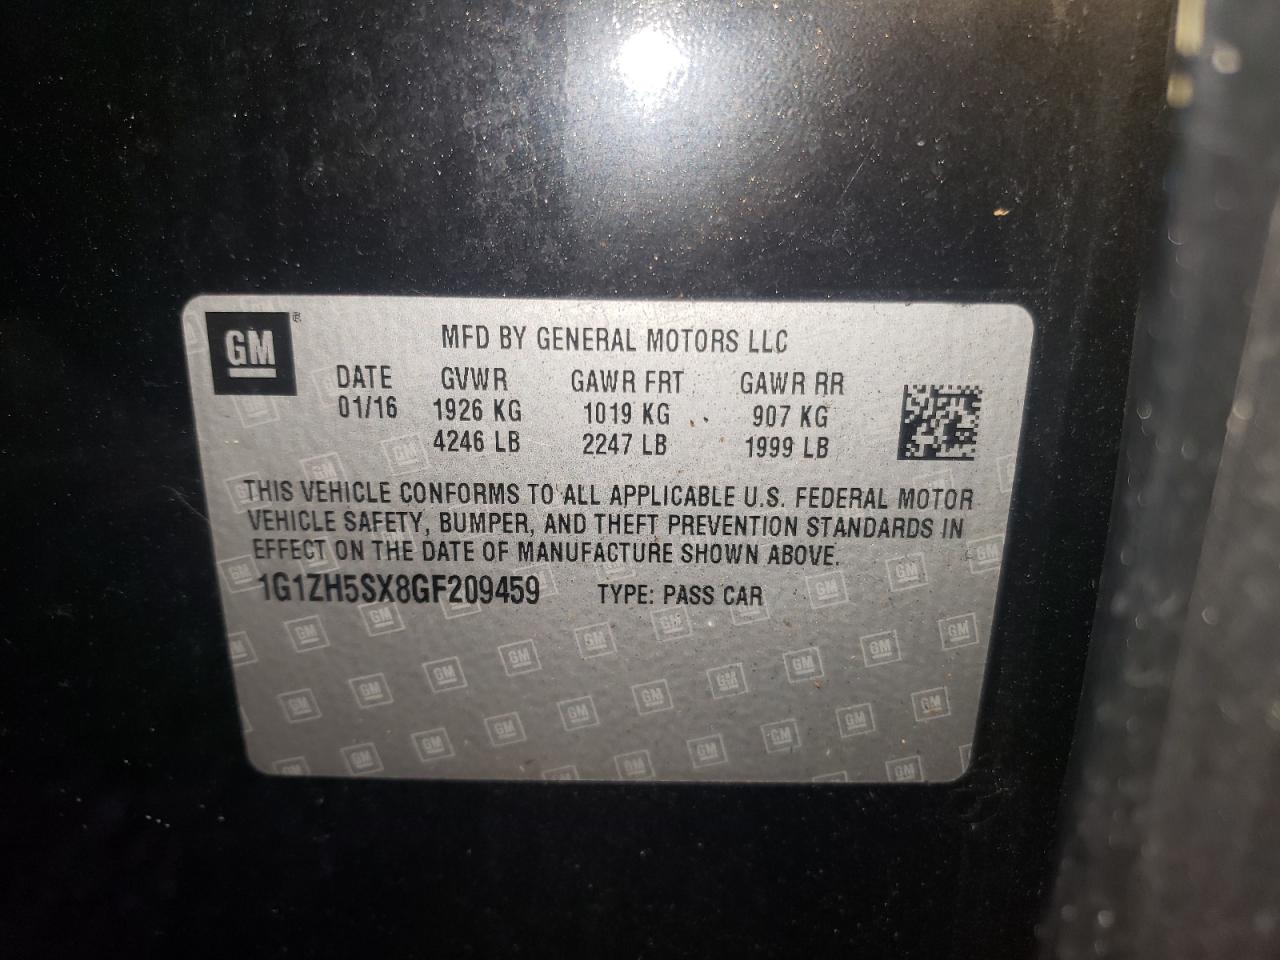 GM
MFD BY GENERAL MOTORS LLC
DATE GVWR GAWR FRT GAWR RR
01/16 1926 KG 1019 KG 907 KG
4246 LB 2247 LB 1999 LB
THIS VEHICLE CONFORMS TO ALL APPLICABLE U.S. FEDERAL MOTOR
VEHICLE SAFETY, BUMPER, AND THEFT PREVENTION STANDARDS IN
EFFECT ON THE DATE OF MANUFACTURE SHOWN ABOVE.
1G1ZH5SX8GF209459 TYPE: PASS CAR